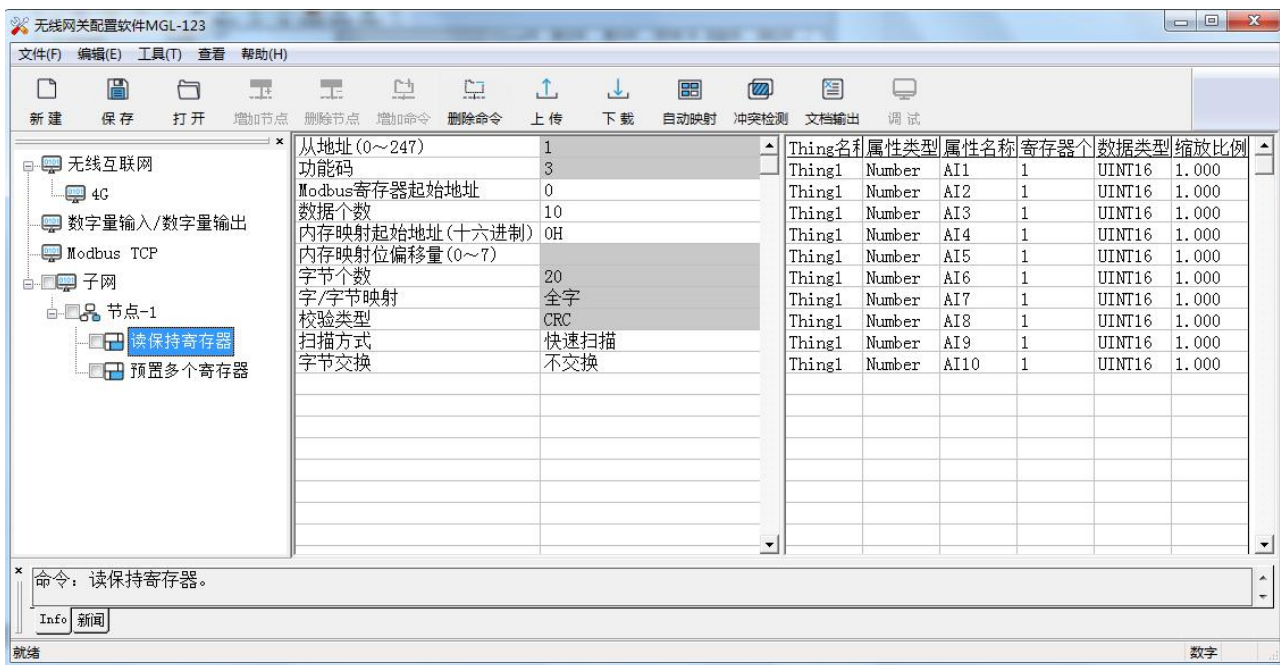 无线网关配置软件MGL-123
文件(F) 编辑(E) 工具(T) 查看 帮助(H)
新建 保存 打开 增加节点 删除节点 增加命令 删除命令 上传 下载 自动映射 冲突检测 文档输出 调试
无线互联网
4G
数字量输入/数字量输出
Modbus TCP
子网
节点-1
读保持寄存器
预置多个寄存器
从地址(0～247) 1
功能码 3
Modbus寄存器起始地址 0
数据个数 10
内存映射起始地址(十六进制) 0H
内存映射位偏移量(0～7)
字节个数 20
字/字节映射 全字
校验类型 CRC
扫描方式 快速扫描
字节交换 不交换
Thing名称 属性类型 属性名称 寄存器个 数据类型 缩放比例
Thing1 Number AI1 1 UINT16 1.000
Thing1 Number AI2 1 UINT16 1.000
Thing1 Number AI3 1 UINT16 1.000
Thing1 Number AI4 1 UINT16 1.000
Thing1 Number AI5 1 UINT16 1.000
Thing1 Number AI6 1 UINT16 1.000
Thing1 Number AI7 1 UINT16 1.000
Thing1 Number AI8 1 UINT16 1.000
Thing1 Number AI9 1 UINT16 1.000
Thing1 Number AI10 1 UINT16 1.000
命令：读保持寄存器。
Info 新闻
就绪 数字